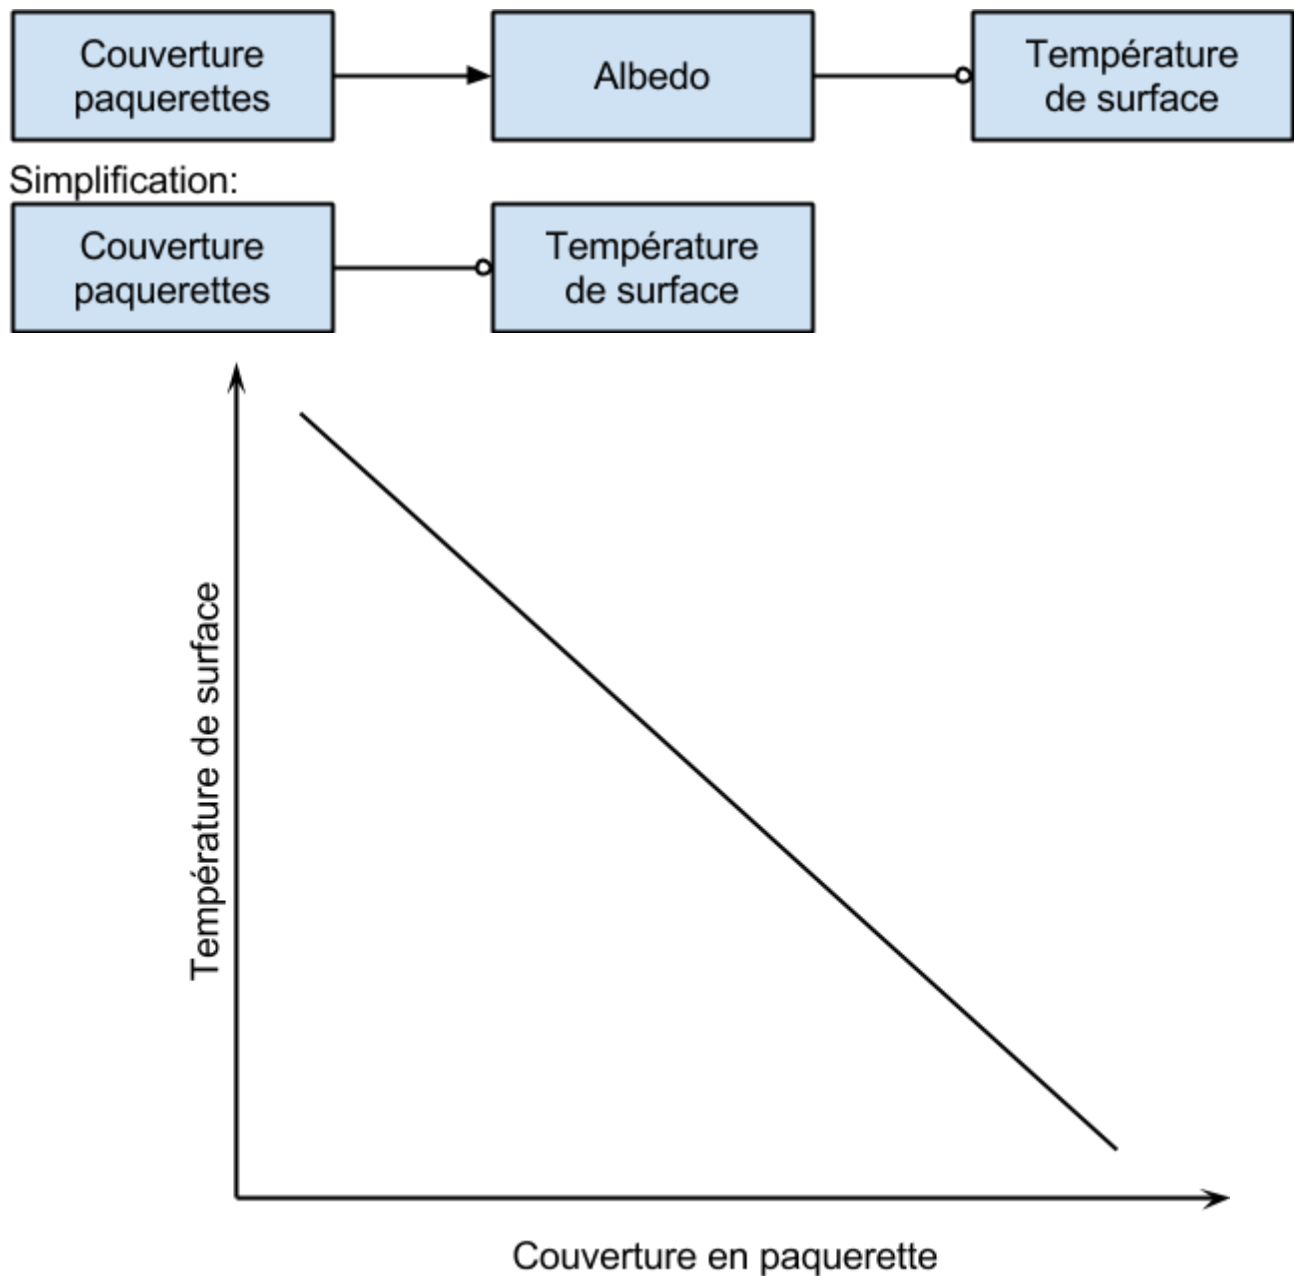 Couverture
paquerettes
Albedo
Température
de surface
Simplification:
Couverture
paquerettes
Température
de surface
Température de surface
Couverture en paquerette